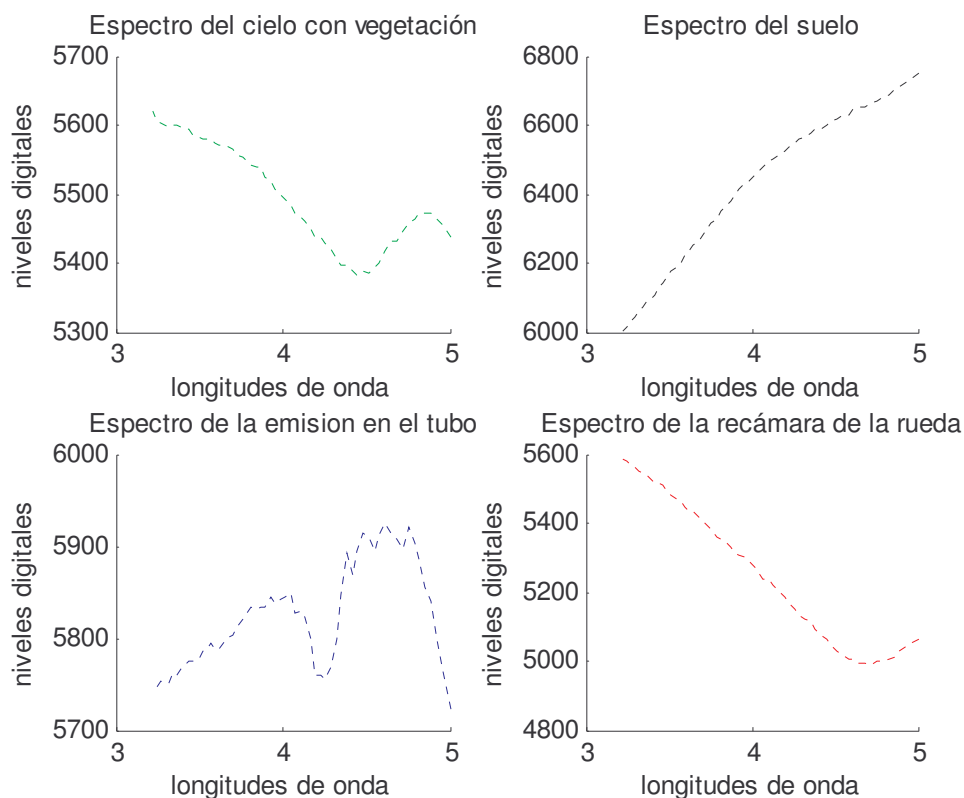 Espectro del cielo con vegetación
5700
5600
5500
5400
5300
niveles digitales
3 4 5
longitudes de onda
Espectro del suelo
6800
6600
6400
6200
6000
niveles digitales
3 4 5
longitudes de onda
Espectro de la emision en el tubo
6000
5900
5800
5700
niveles digitales
3 4 5
longitudes de onda
Espectro de la recámara de la rueda
5600
5400
5200
5000
4800
niveles digitales
3 4 5
longitudes de onda